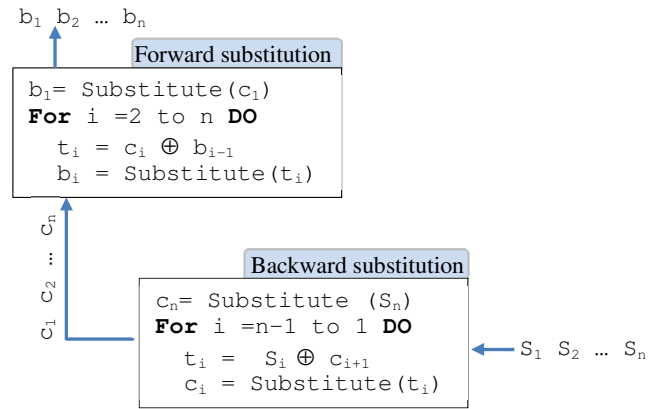 b₁ b₂ … bₙ
Forward substitution
b₁= Substitute(c₁)
For i =2 to n DO
tᵢ = cᵢ ⊕ bᵢ₋₁
bᵢ = Substitute(tᵢ)
c₁ c₂ … cₙ
Backward substitution
cₙ= Substitute (Sₙ)
For i =n-1 to 1 DO
tᵢ = Sᵢ ⊕ cᵢ₊₁
cᵢ = Substitute(tᵢ)
S₁ S₂ … Sₙ